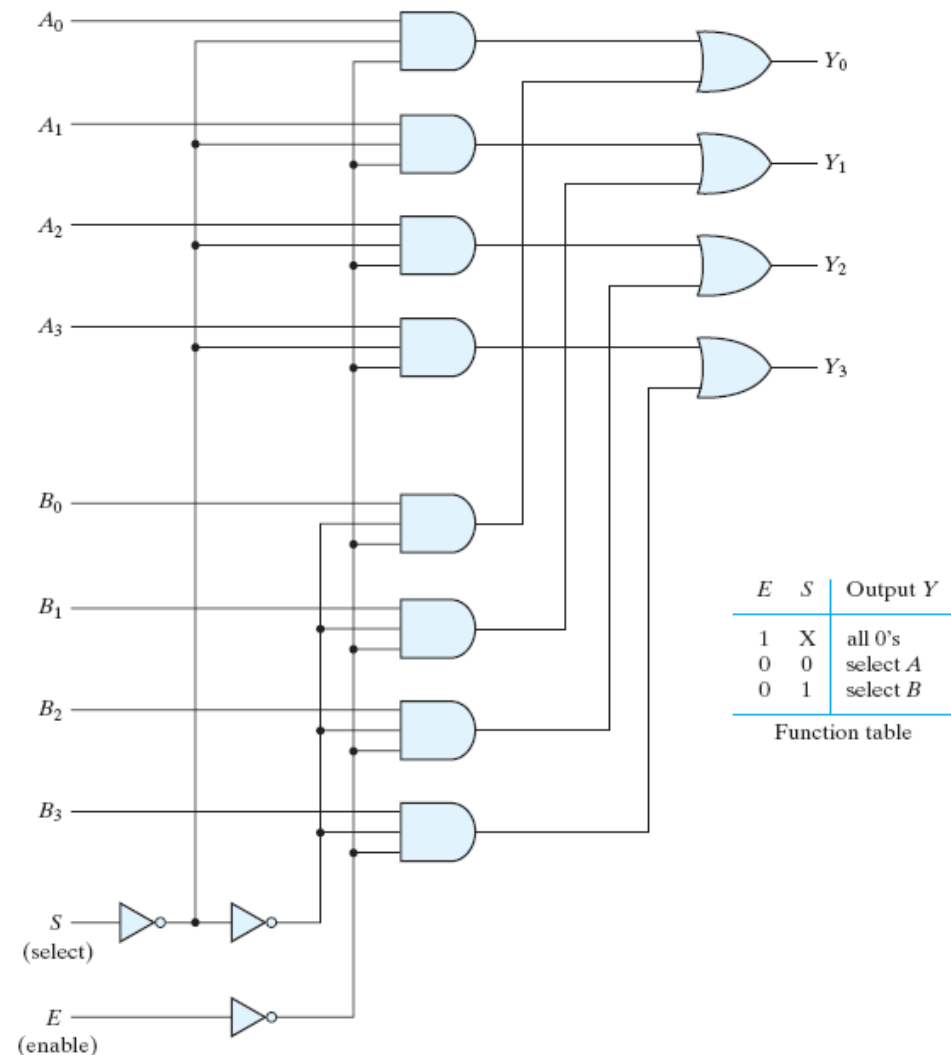 A0
Y0
A1
Y1
A2
Y2
A3
Y3
B0
B1
E S Output Y
1 X all 0's
0 0 select A
0 1 select B
B2
Function table
B3
S
(select)
E
(enable)